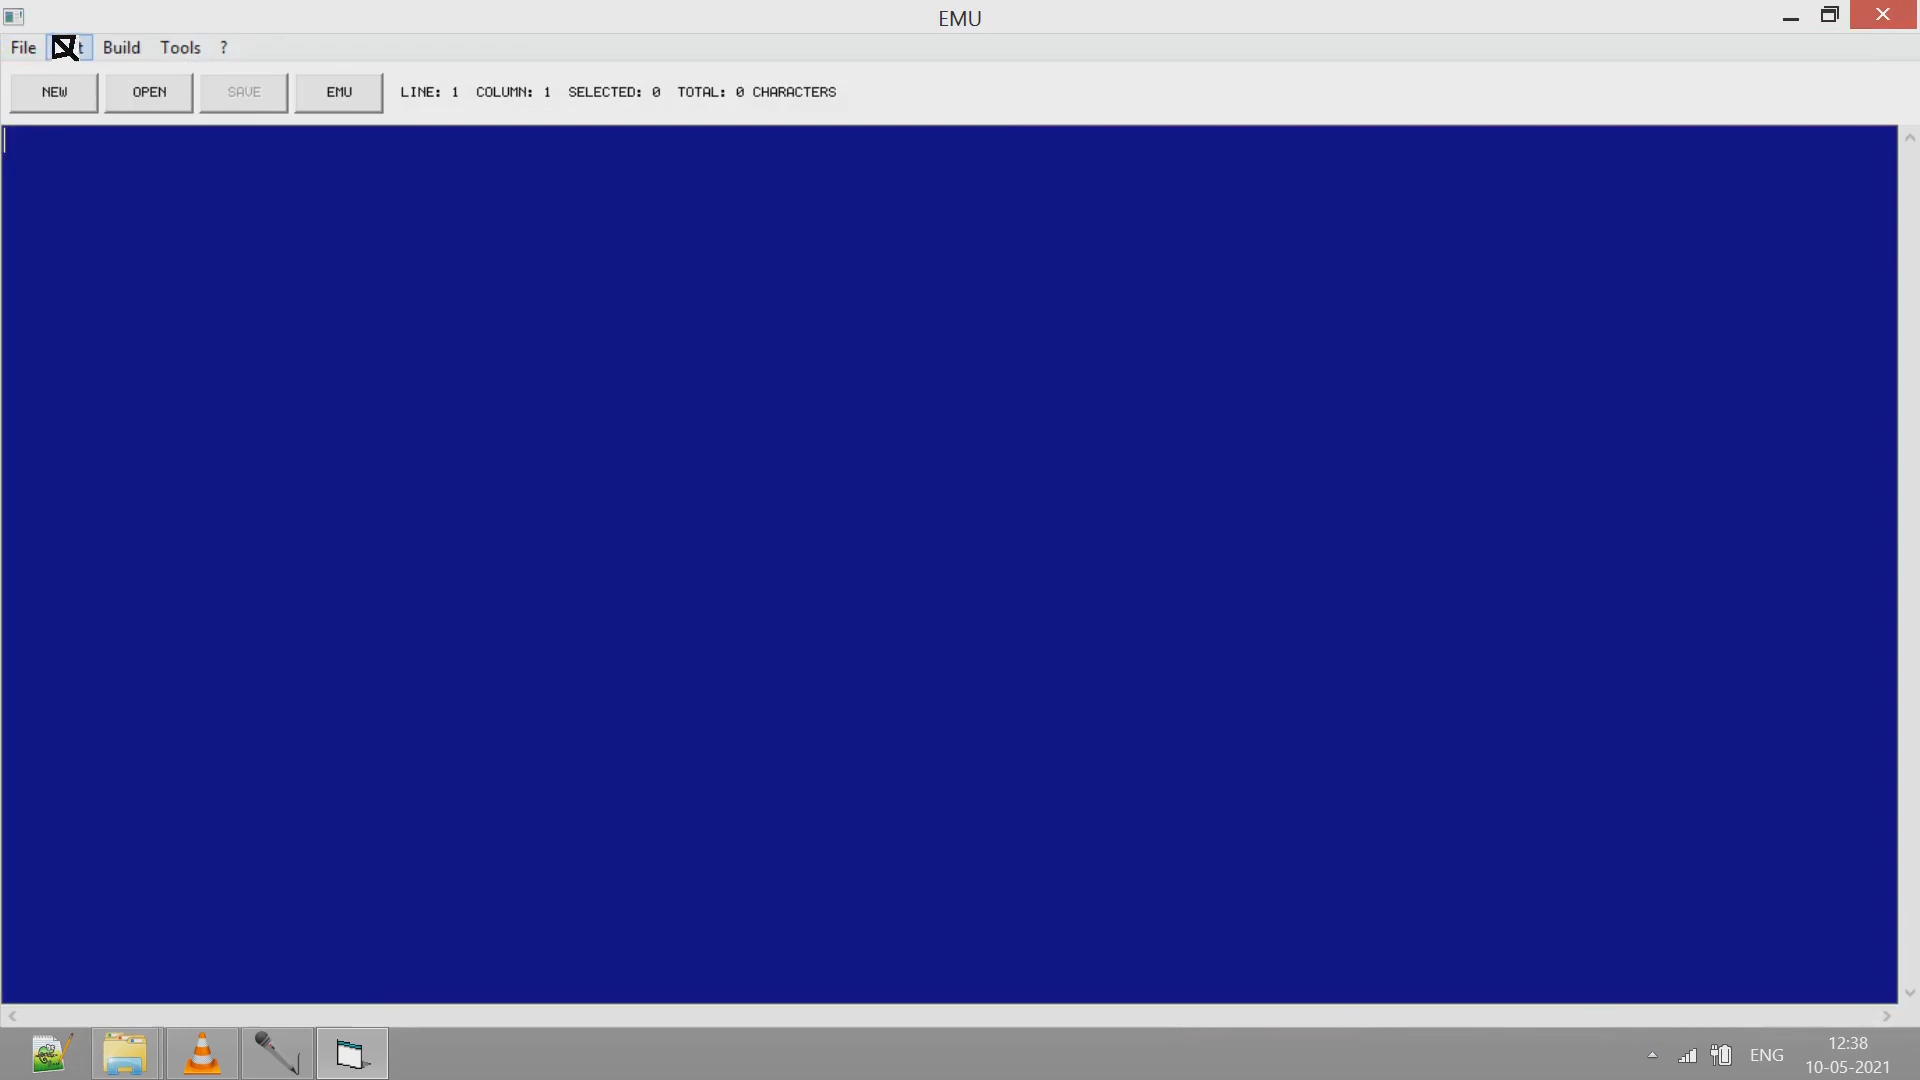 EMU
File Build Tools ?
NEW OPEN SAVE EMU LINE: 1 COLUMN: 1 SELECTED: 0 TOTAL: 0 CHARACTERS
ENG
12:38
10-05-2021